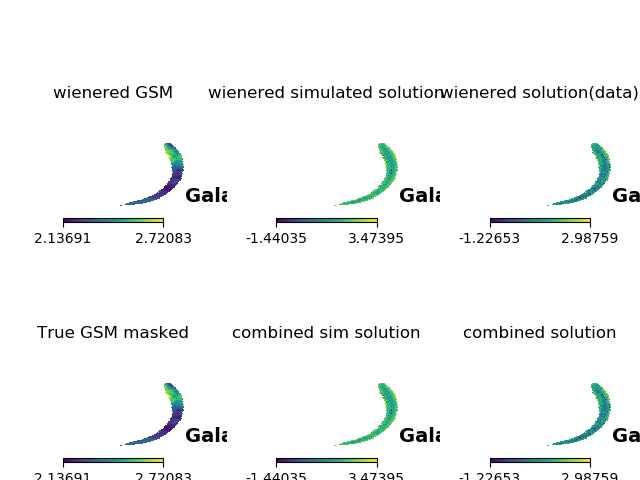 wienered GSM
wienered simulated solution
wienered solution(data)
Gala
Gala
Ga
2.13691 2.72083
-1.44035 3.47395
-1.22653 2.98759
True GSM masked
combined sim solution
combined solution
Gala
Gala
Ga
2.13691 2.72083
-1.44035 3.47395
-1.22653 2.98759